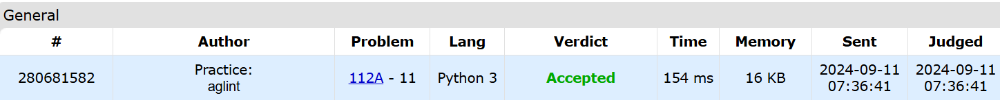 General
# Author Problem Lang Verdict Time Memory Sent Judged
280681582 Practice: aglint 112A - 11 Python 3 Accepted 154 ms 16 KB 2024-09-11 07:36:41 2024-09-11 07:36:41